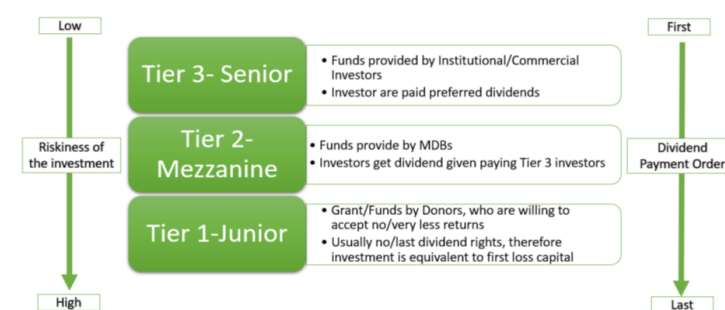 Low
First
Tier 3- Senior
• Funds provided by Institutional/Commercial
Investors
• Investor are paid preferred dividends
Riskiness of
the investment
Tier 2-
Mezzanine
• Funds provide by MDBs
• Investors get dividend given paying Tier 3 investors
Dividend
Payment Order
Tier 1-Junior
• Grant/Funds by Donors, who are willing to
accept no/very less returns
• Usually no/last dividend rights, therefore
investment is equivalent to first loss capital
High
Last